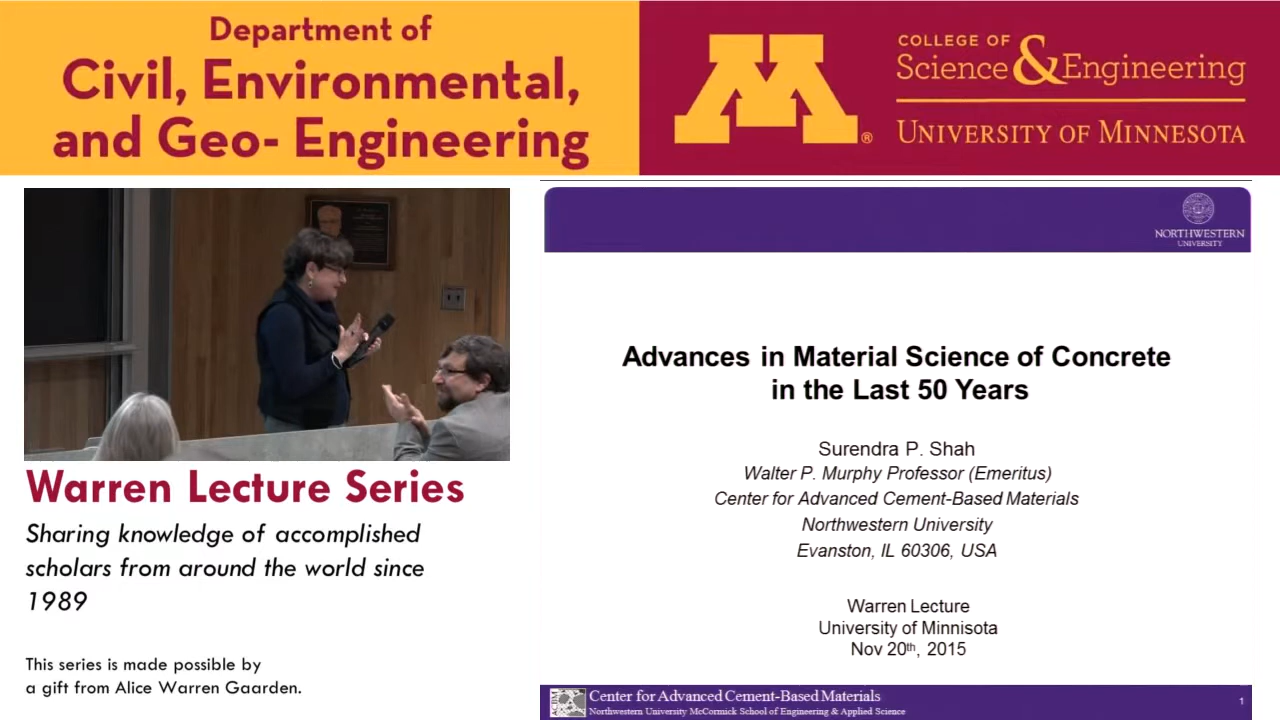 Department of
Civil, Environmental,
and Geo- Engineering
M®
COLLEGE OF
Science & Engineering
UNIVERSITY OF MINNESOTA
NORTHWESTERN
UNIVERSITY
Advances in Material Science of Concrete
in the Last 50 Years
Surendra P. Shah
Walter P. Murphy Professor (Emeritus)
Center for Advanced Cement-Based Materials
Northwestern University
Evanston, IL 60306, USA
Warren Lecture
University of Minnisota
Nov 20th, 2015
Center for Advanced Cement-Based Materials
Northwestern University McCormick School of Engineering & Applied Science
1
Warren Lecture Series
Sharing knowledge of accomplished
scholars from around the world since
1989
This series is made possible by
a gift from Alice Warren Gaarden.